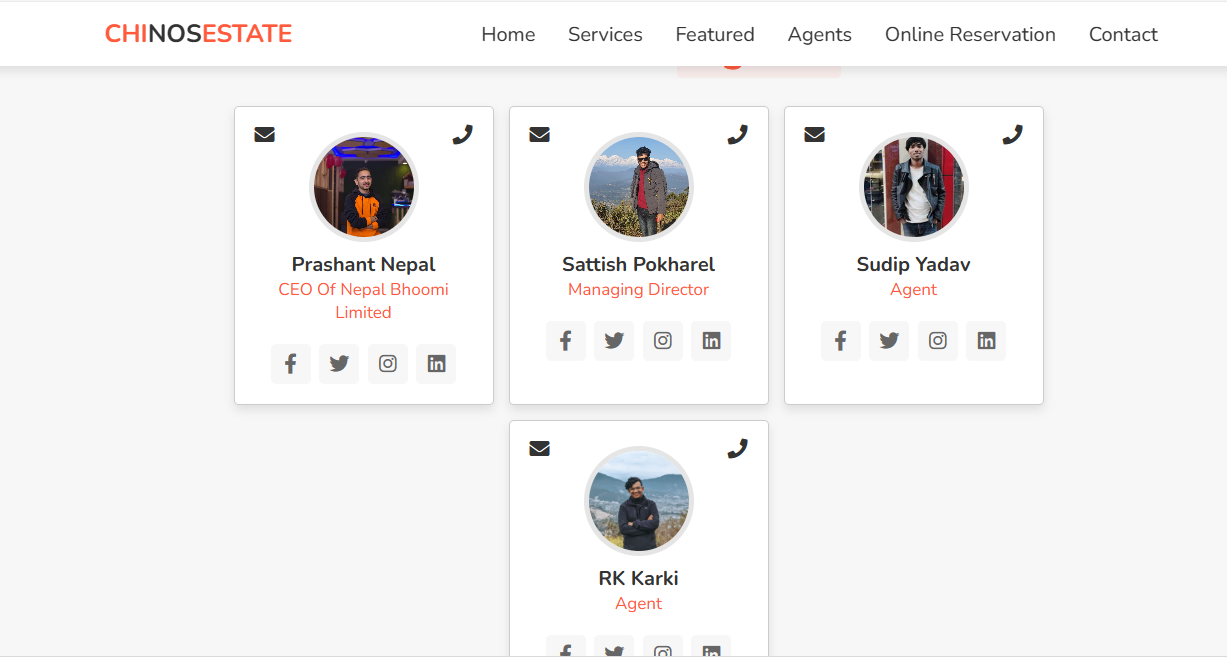 CHINOSESTATE
Home Services Featured Agents Online Reservation Contact
Prashant Nepal
CEO Of Nepal Bhoomi
Limited
Sattish Pokharel
Managing Director
Sudip Yadav
Agent
RK Karki
Agent